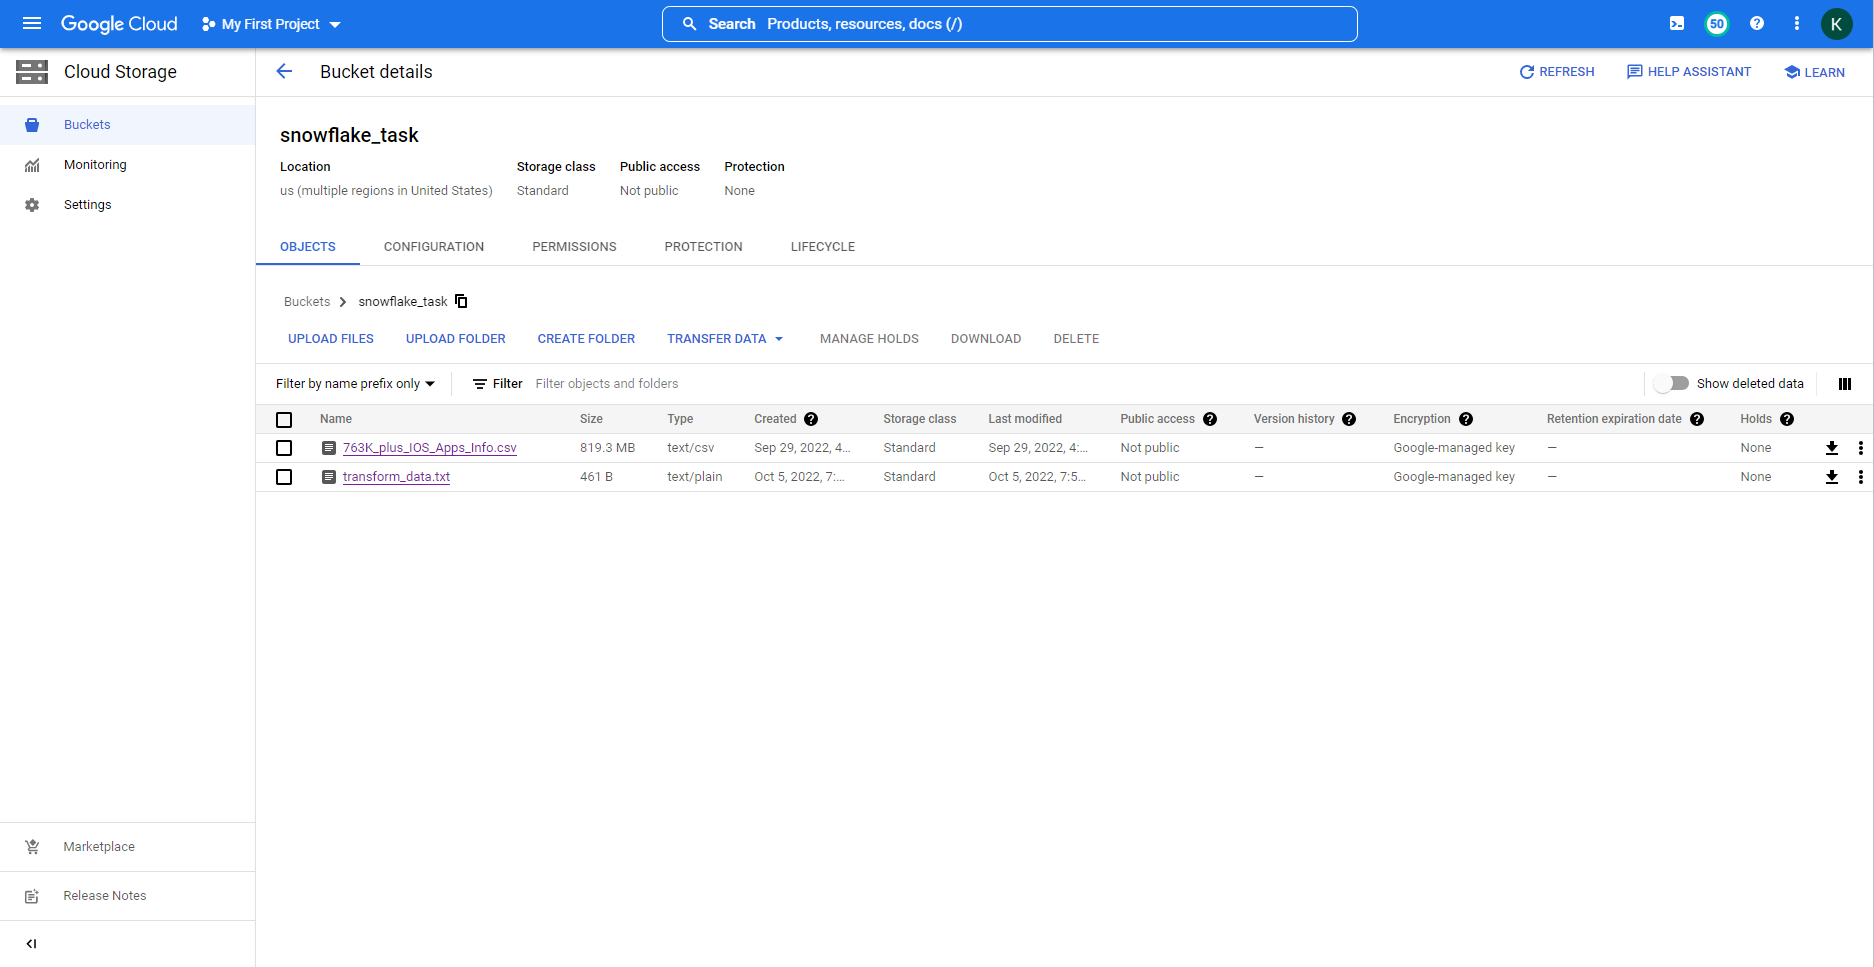 Google Cloud My First Project Search Products, resources, docs (/) 50 K
Cloud Storage
Bucket details
REFRESH HELP ASSISTANT LEARN
Buckets
Monitoring
Settings
Marketplace
Release Notes
snowflake_task
Location Storage class Public access Protection
us (multiple regions in United States) Standard Not public None
OBJECTS CONFIGURATION PERMISSIONS PROTECTION LIFECYCLE
Buckets snowflake_task
UPLOAD FILES UPLOAD FOLDER CREATE FOLDER TRANSFER DATA MANAGE HOLDS DOWNLOAD DELETE
Filter by name prefix only Filter Filter objects and folders Show deleted data
Name Size Type Created Storage class Last modified Public access Version history Encryption Retention expiration date Holds
763K_plus_IOS_Apps_Info.csv 819.3 MB text/csv Sep 29, 2022, 4... Standard Sep 29, 2022, 4:... Not public — Google-managed key — None
transform_data.txt 461 B text/plain Oct 5, 2022, 7:... Standard Oct 5, 2022, 7:5... Not public — Google-managed key — None